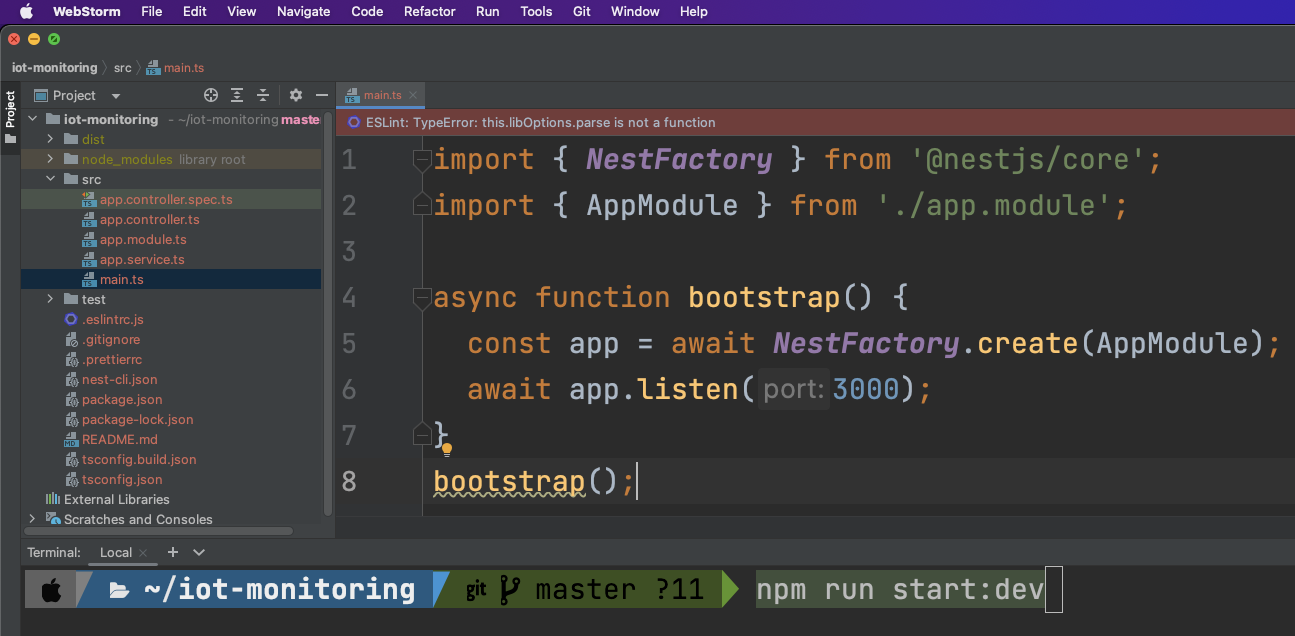 WebStorm File Edit View Navigate Code Refactor Run Tools Git Window Help
iot-monitoring src main.ts
Project
Project
main.ts
iot-monitoring - ~/iot-monitoring maste
dist
node_modules library root
src
app.controller.spec.ts
app.controller.ts
app.module.ts
app.service.ts
main.ts
test
.eslintrc.js
.gitignore
.prettierrc
nest-cli.json
package.json
package-lock.json
README.md
tsconfig.build.json
tsconfig.json
External Libraries
Scratches and Consoles
ESLint: TypeError: this.libOptions.parse is not a function
1 import { NestFactory } from '@nestjs/core';
2 import { AppModule } from './app.module';
3
4 async function bootstrap() {
5 const app = await NestFactory.create(AppModule);
6 await app.listen( port: 3000);
7 }
8 bootstrap();
Terminal: Local
~/iot-monitoring git master ?11 npm run start:dev